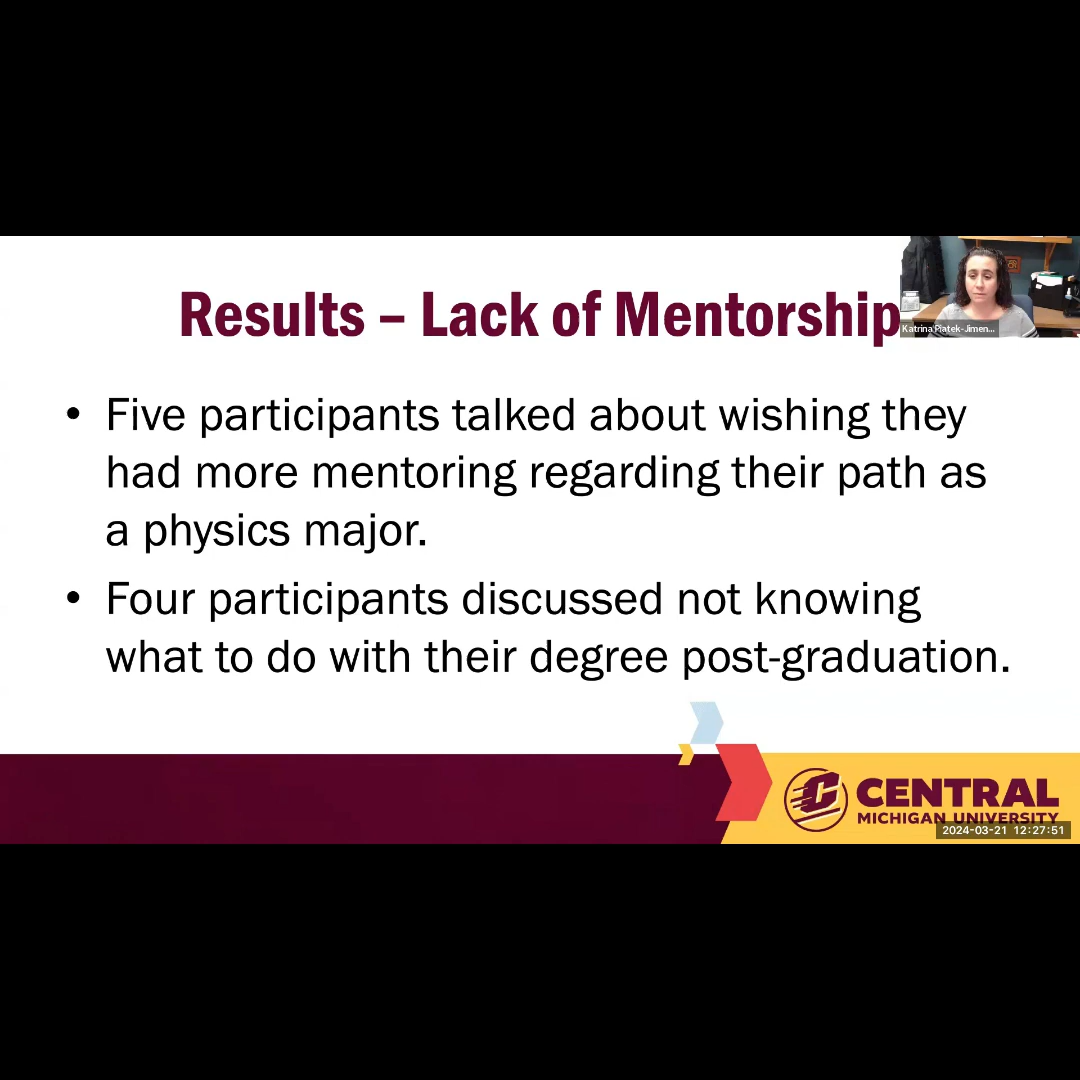 Results – Lack of Mentorship
Katrina Piatek-Jimen...
• Five participants talked about wishing they
had more mentoring regarding their path as
a physics major.
• Four participants discussed not knowing
what to do with their degree post-graduation.
C
CENTRAL
MICHIGAN UNIVERSITY
2024-03-21 12:27:51